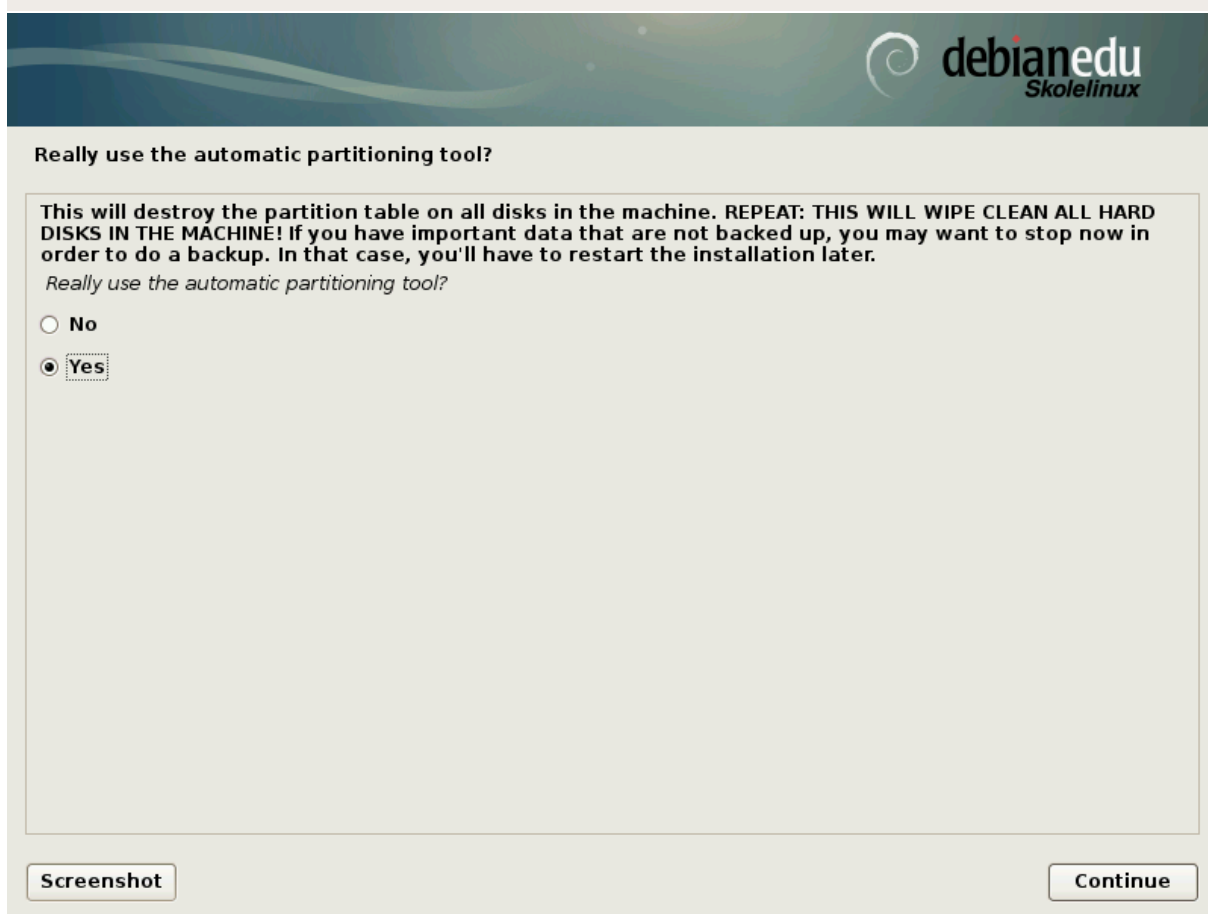 debianedu
Skolelinux
Really use the automatic partitioning tool?
This will destroy the partition table on all disks in the machine. REPEAT: THIS WILL WIPE CLEAN ALL HARD
DISKS IN THE MACHINE! If you have important data that are not backed up, you may want to stop now in
order to do a backup. In that case, you'll have to restart the installation later.
Really use the automatic partitioning tool?
No
Yes
Screenshot
Continue